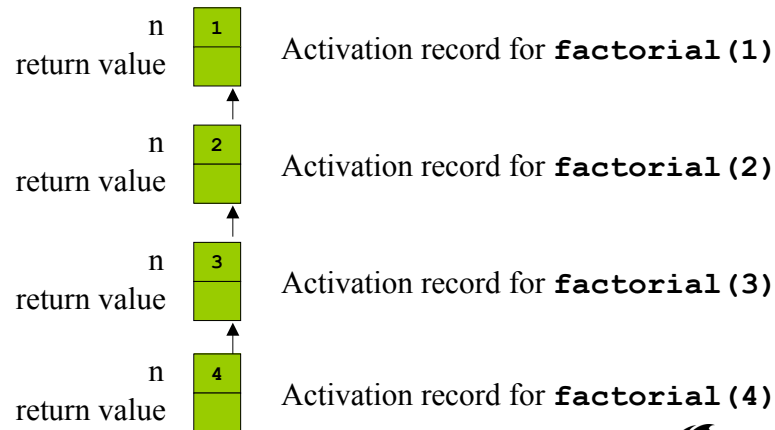 n 1
return value
Activation record for factorial(1)
n 2
return value
Activation record for factorial(2)
n 3
return value
Activation record for factorial(3)
n 4
return value
Activation record for factorial(4)